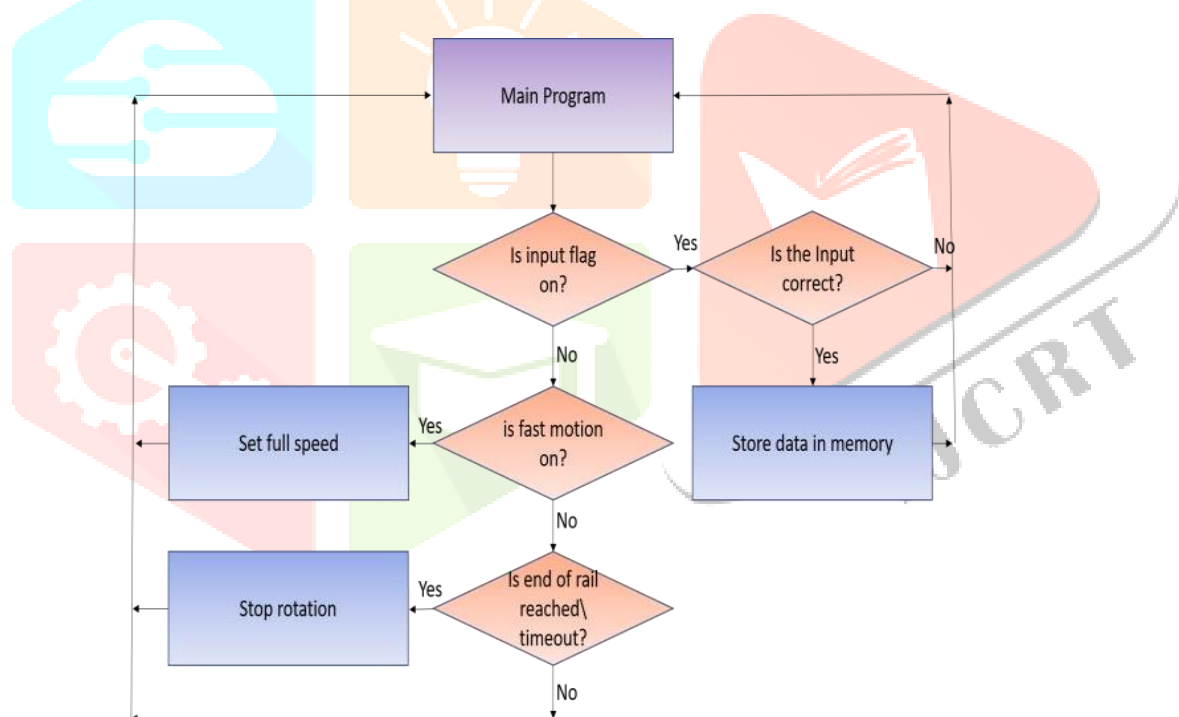 Main Program
Is input flag
on?
Yes
Is the Input
correct?
No
No
Yes
Set full speed
Yes
is fast motion
on?
Store data in memory
No
Stop rotation
Yes
Is end of rail
reached\
timeout?
No
IJCRT